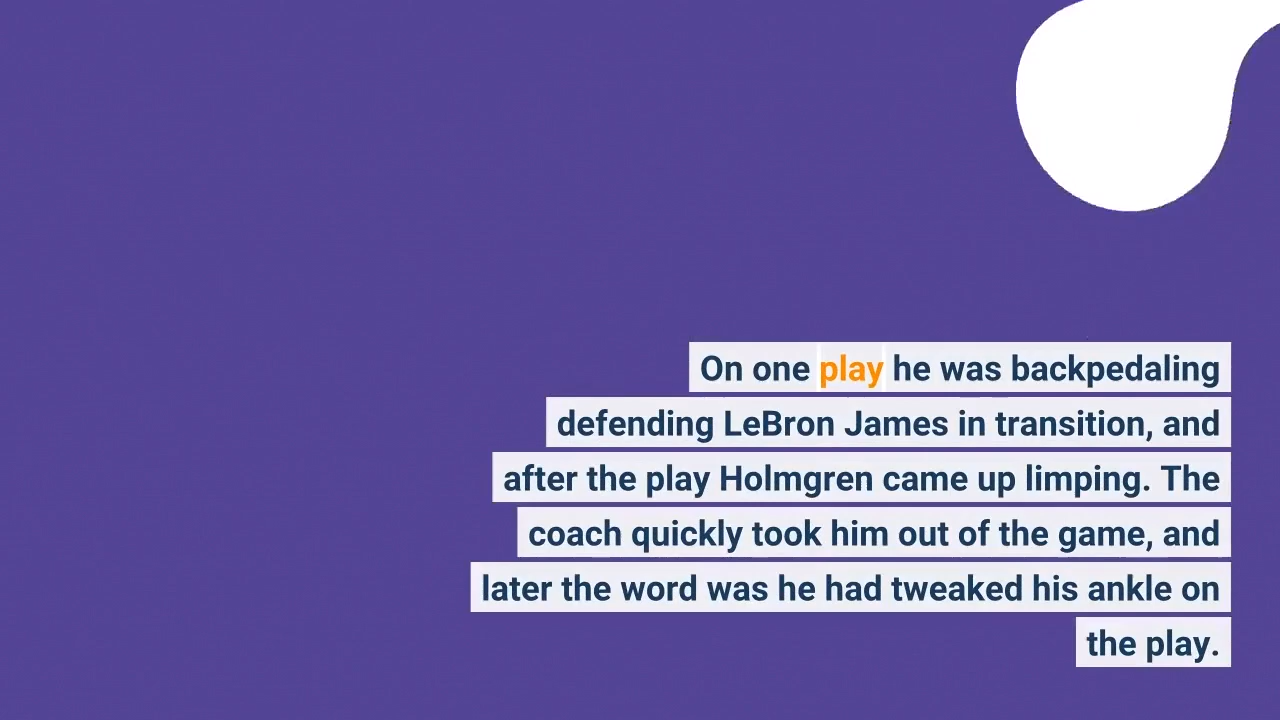 On one play he was backpedaling
defending LeBron James in transition, and
after the play Holmgren came up limping. The
coach quickly took him out of the game, and
later the word was he had tweaked his ankle on
the play.